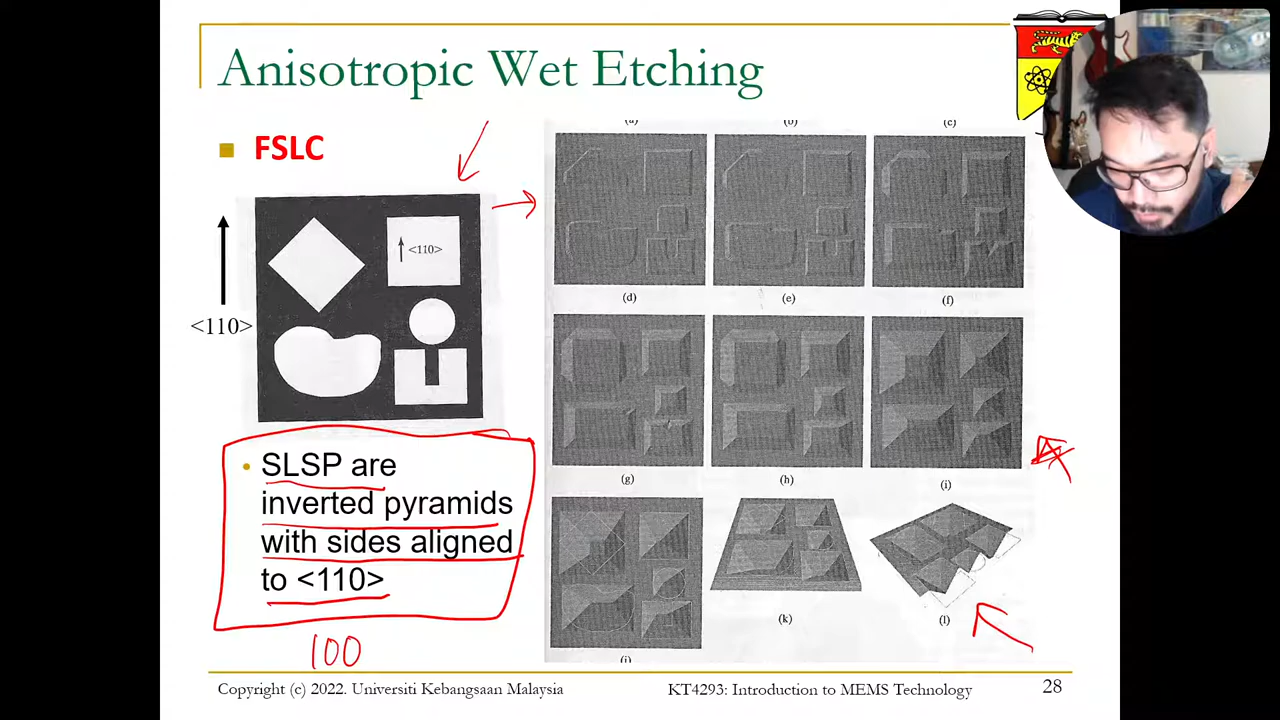 Anisotropic Wet Etching
FSLC
<110>
<110>
SLSP are
inverted pyramids
with sides aligned
to <110>
100
(a)
(b)
(c)
(d)
(e)
(f)
(g)
(h)
(i)
(j)
(k)
(l)
Copyright (c) 2022. Universiti Kebangsaan Malaysia
KT4293: Introduction to MEMS Technology
28